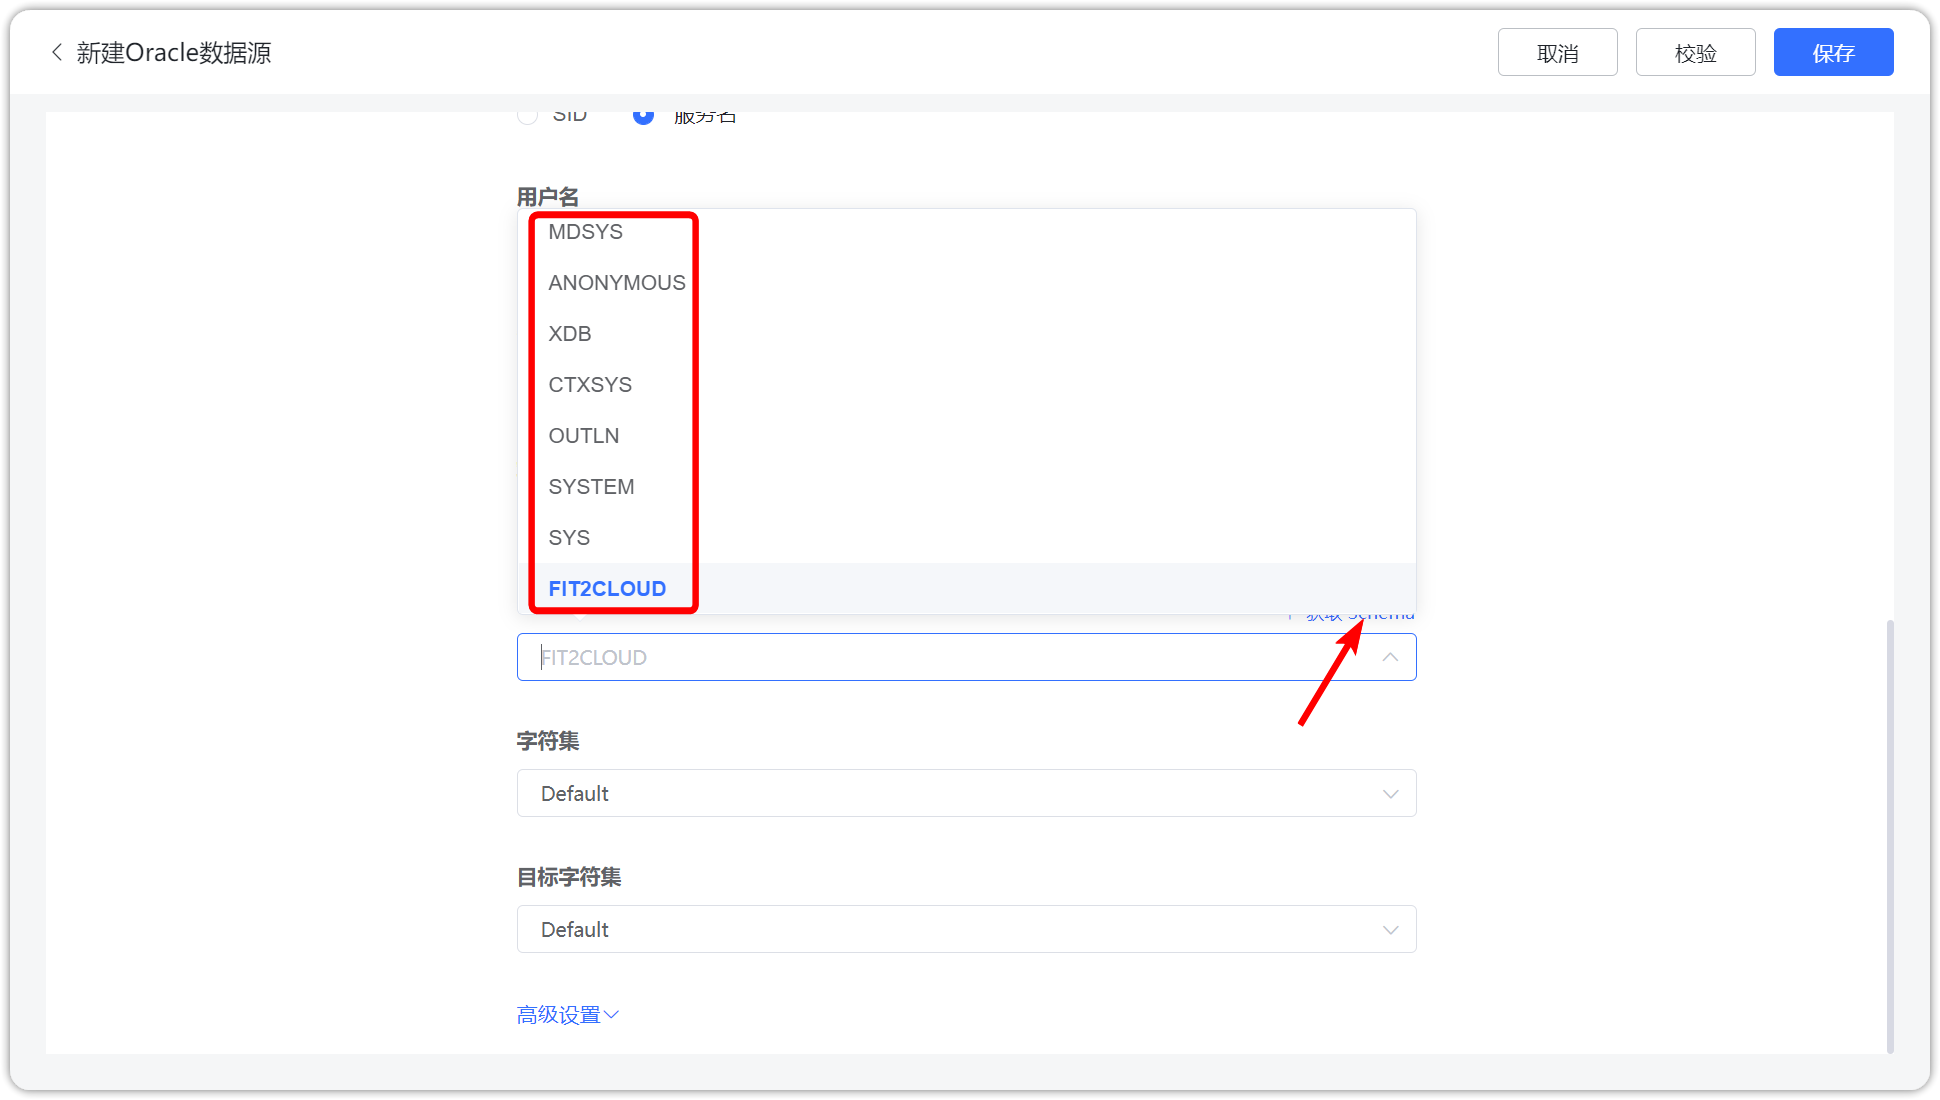 新建Oracle数据源
取消
校验
保存
SID
服务名
用户名
MDSYS
ANONYMOUS
XDB
CTXSYS
OUTLN
SYSTEM
SYS
FIT2CLOUD
+ 获取 Schema
FIT2CLOUD
字符集
Default
目标字符集
Default
高级设置